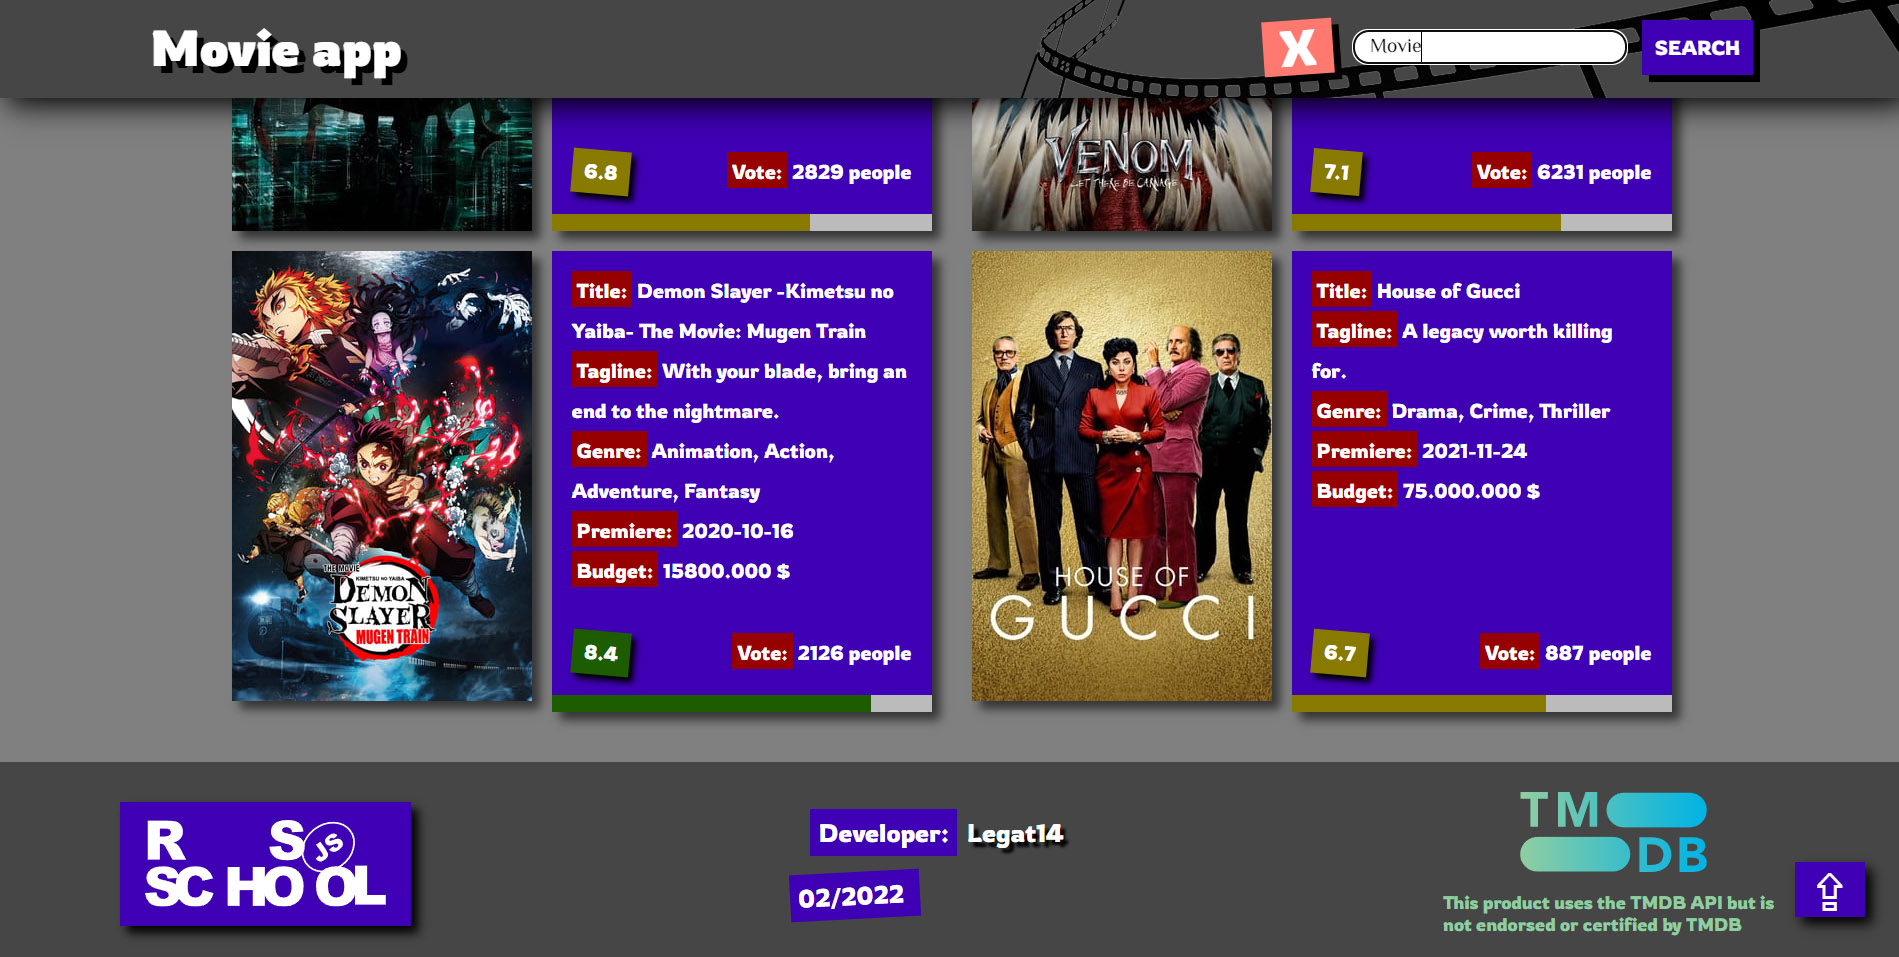 Movie app
X
Movie
SEARCH
6.8
Vote: 2829 people
VENOM
LET THERE BE CARNAGE
7.1
Vote: 6231 people
THE MOVIE
KIMETSU NO YAIBA
DEMON
SLAYER
MUGEN TRAIN
Title: Demon Slayer -Kimetsu no
Yaiba- The Movie: Mugen Train
Tagline: With your blade, bring an
end to the nightmare.
Genre: Animation, Action,
Adventure, Fantasy
Premiere: 2020-10-16
Budget: 15800.000 $
8.4
Vote: 2126 people
HOUSE OF
GUCCI
Title: House of Gucci
Tagline: A legacy worth killing
for.
Genre: Drama, Crime, Thriller
Premiere: 2021-11-24
Budget: 75.000.000 $
6.7
Vote: 887 people
R S JS
SCHOOL
Developer: Legat14
02/2022
TM
DB
This product uses the TMDB API but is
not endorsed or certified by TMDB